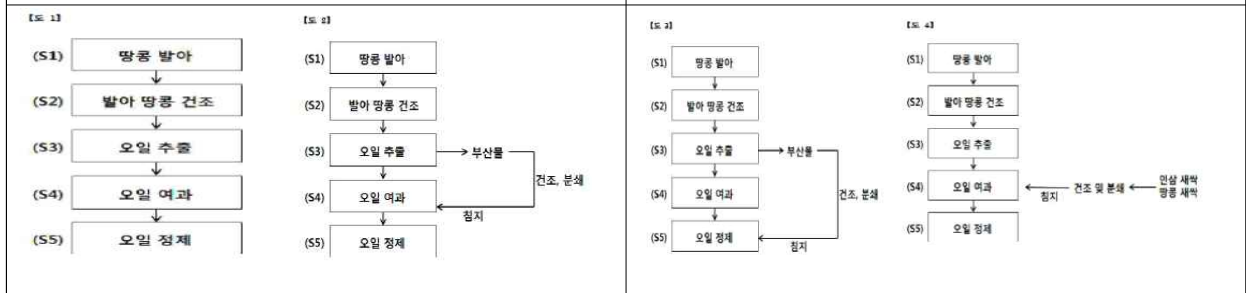 [도 1]
(S1) 땅콩 발아
(S2) 발아 땅콩 건조
(S3) 오일 추출
(S4) 오일 여과
(S5) 오일 정제
[도 2]
(S1) 땅콩 발아
(S2) 발아 땅콩 건조
(S3) 오일 추출 부산물
건조, 분쇄
(S4) 오일 여과
침지
(S5) 오일 정제
[도 3]
(S1) 땅콩 발아
(S2) 발아 땅콩 건조
(S3) 오일 추출 부산물
(S4) 오일 여과 건조, 분쇄
(S5) 오일 정제
침지
[도 4]
(S1) 땅콩 발아
(S2) 발아 땅콩 건조
(S3) 오일 추출
(S4) 오일 여과 건조 및 분쇄 인삼 새싹
땅콩 새싹
침지
(S5) 오일 정제